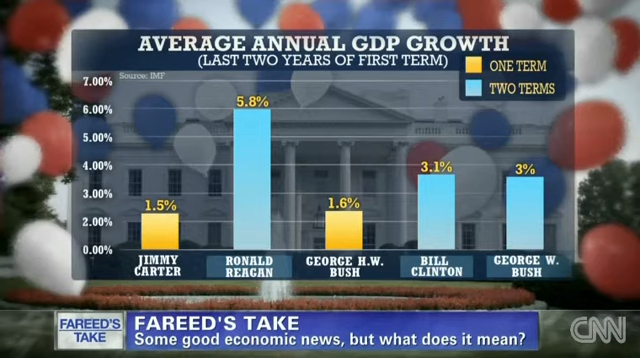 AVERAGE ANNUAL GDP GROWTH
(LAST TWO YEARS OF FIRST TERM)
ONE TERM
TWO TERMS
Source: IMF
7.00%
6.00%
5.00%
4.00%
3.00%
2.00%
0.00%
1.5%
5.8%
1.6%
3.1%
3%
JIMMY
CARTER
RONALD
REAGAN
GEORGE H.W.
BUSH
BILL
CLINTON
GEORGE W.
BUSH
FAREED'S
TAKE
FAREED'S TAKE
Some good economic news, but what does it mean?
CNN